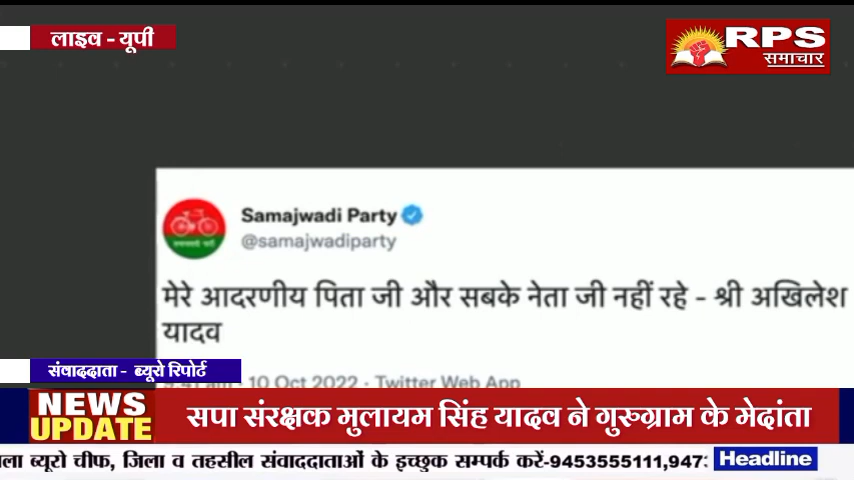 लाइव - यूपी
RPS
समाचार
Samajwadi Party
@samajwadiparty
मेरे आदरणीय पिता जी और सबके नेता जी नहीं रहे - श्री अखिलेश
यादव
संवाददाता - ब्यूरो रिपोर्ट
10 Oct 2022 · Twitter Web App
NEWS
UPDATE
सपा संरक्षक मुलायम सिंह यादव ने गुरुग्राम के मेदांता
ला ब्यूरो चीफ, जिला व तहसील संवाददाताओं के इच्छुक सम्पर्क करें-9453555111,947
Headline